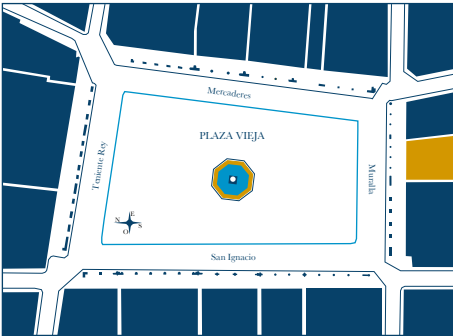 Mercaderes
PLAZA VIEJA
Teniente Rey
Muralla
N
E
S
O
San Ignacio